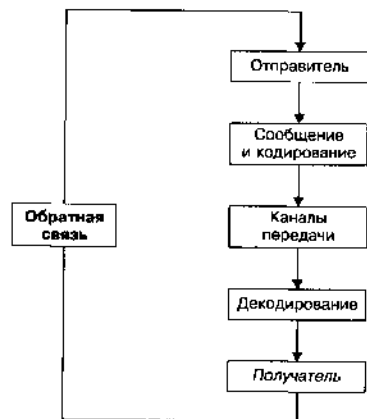 Отправитель
Сообщение
и кодирование
Обратная
связь
Каналы
передачи
Декодирование
Получатель